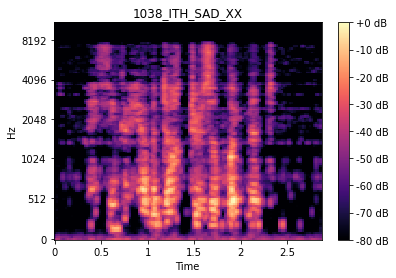 1038_ITH_SAD_XX
+0 dB
8192
-10 dB
4096
-20 dB
-30 dB
2048
Hz
-40 dB
1024
-50 dB
512
-60 dB
-70 dB
0
-80 dB
0 0.5 1 1.5 2 2.5
Time